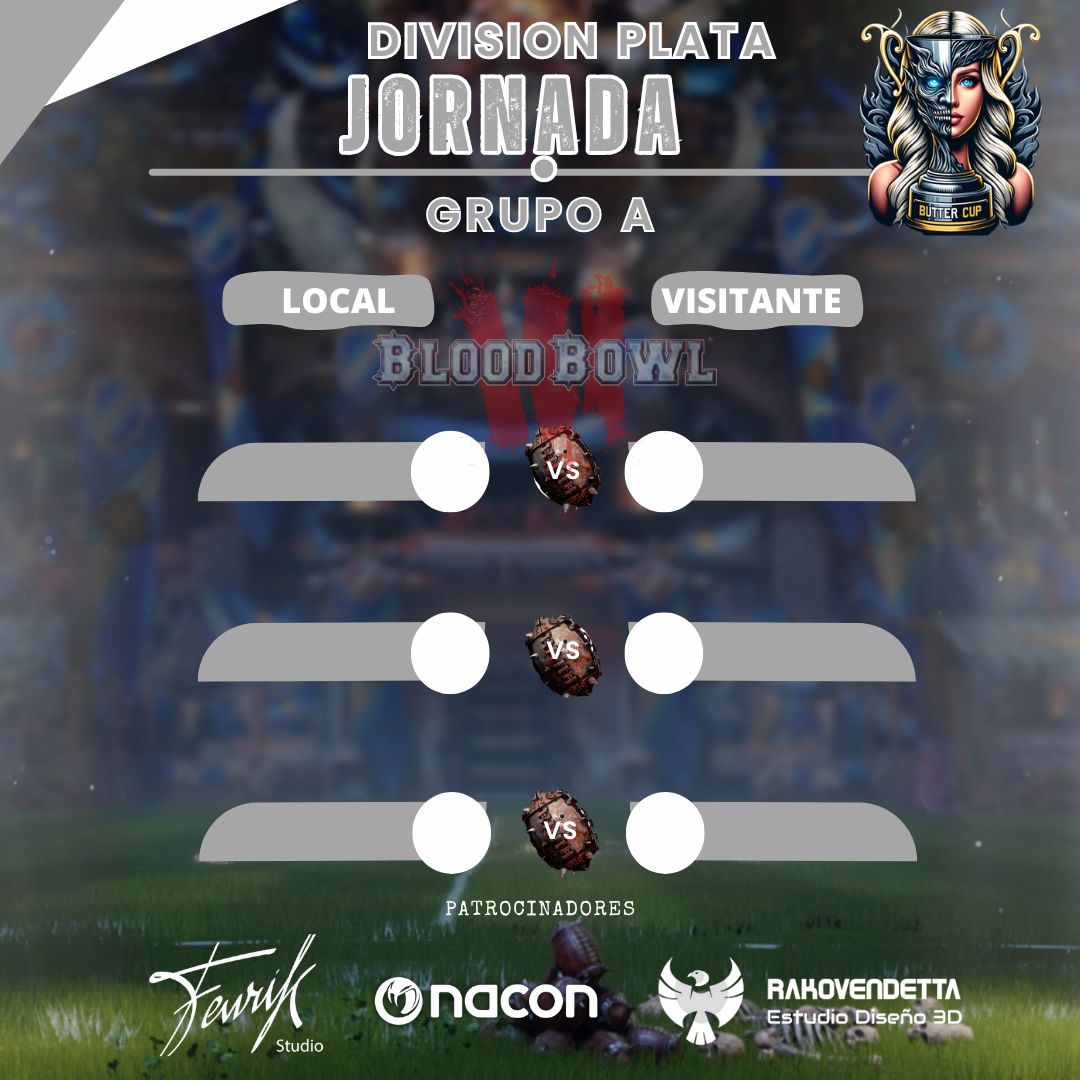 DIVISION PLATA
JORNADA
GRUPO A
BUTTER CUP
LOCAL
VISITANTE
BLOOD BOWL
VS
VS
VS
PATROCINADORES
Fenrir
Studio
nacon
RAKOVENDETTA
Estudio Diseño 3D